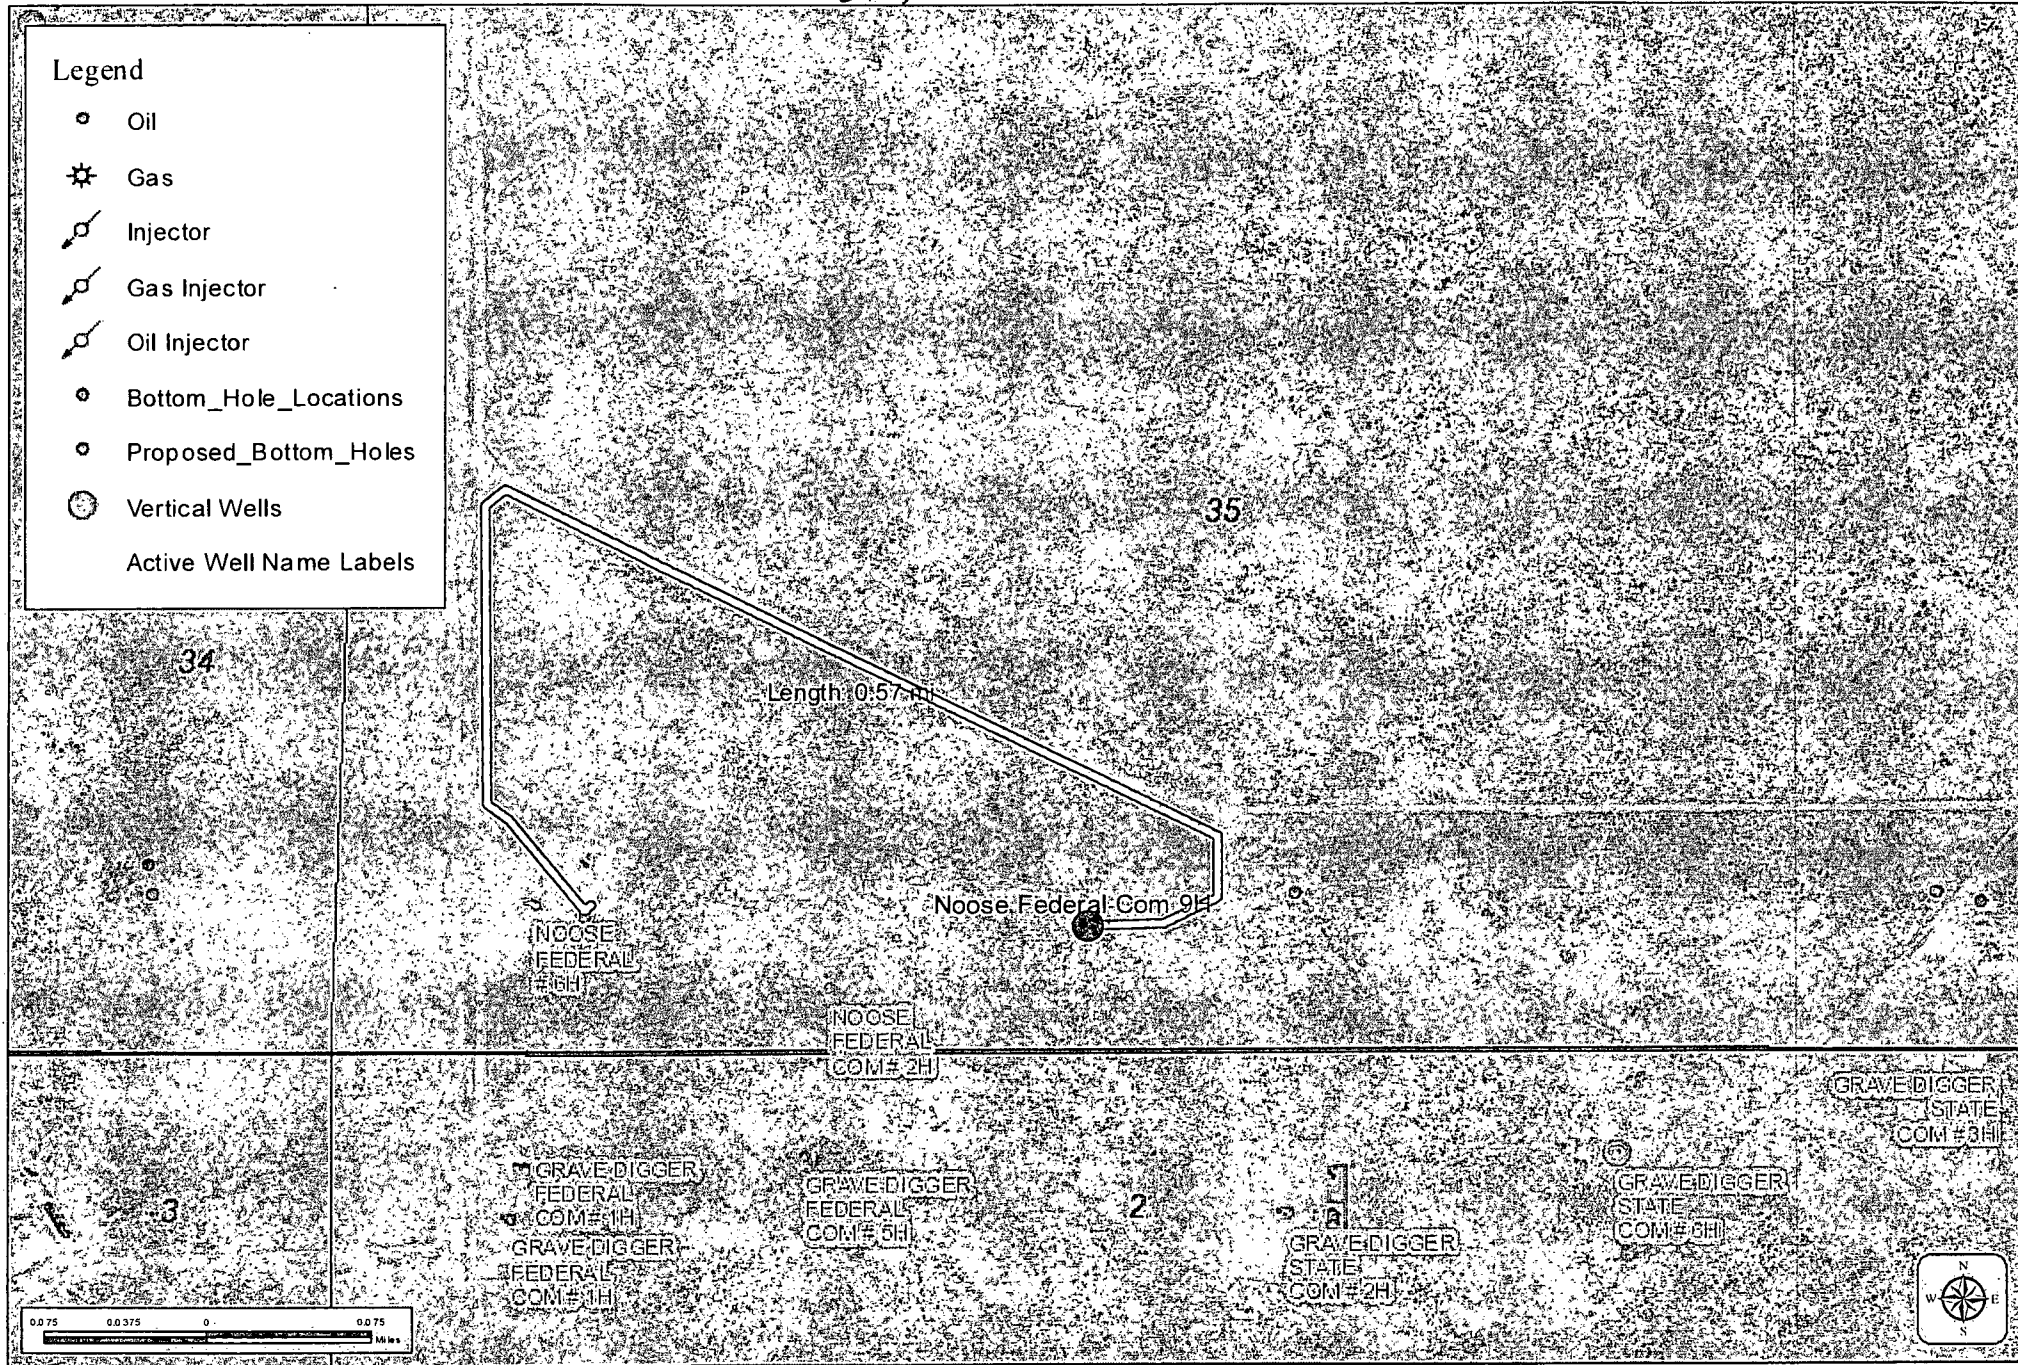 Legend
Oil
Gas
Injector
Gas Injector
Oil Injector
Bottom_Hole_Locations
Proposed_Bottom_Holes
Vertical Wells
Active Well Name Labels
35
34
Length: 0.57 mi
Noose Federal Com 9H
NOOSE
FEDERAL
# 6H
NOOSE
FEDERAL
COM # 2H
GRAVE DIGGER
STATE
COM # 3H
GRAVE DIGGER
FEDERAL
COM # 1H
GRAVE DIGGER
FEDERAL
COM # 5H
2
GRAVE DIGGER
STATE
COM # 6H
3
GRAVE DIGGER
FEDERAL
COM # 1H
GRAVE DIGGER
STATE
COM # 2H
0.075 0.0375 0 0.075
Miles
N
W E
S